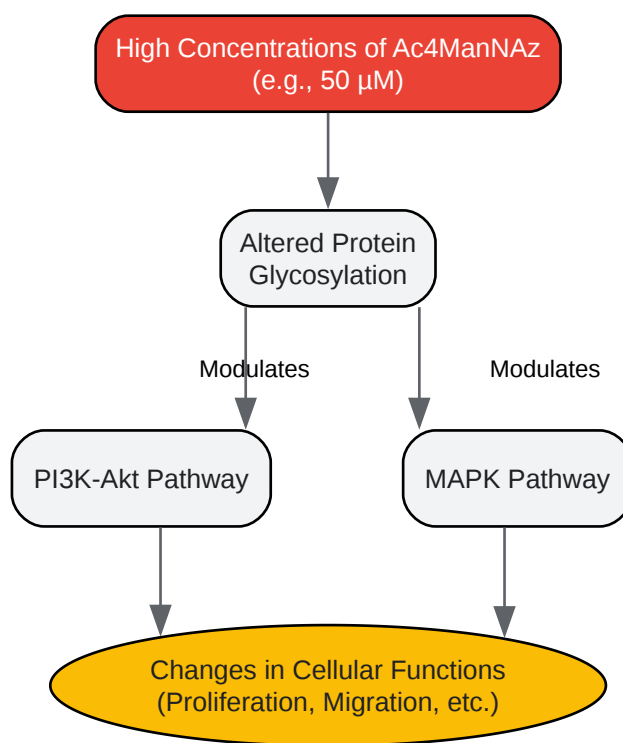 High Concentrations of Ac4ManNAz
(e.g., 50 µM)
Altered Protein
Glycosylation
Modulates
Modulates
PI3K-Akt Pathway
MAPK Pathway
Changes in Cellular Functions
(Proliferation, Migration, etc.)